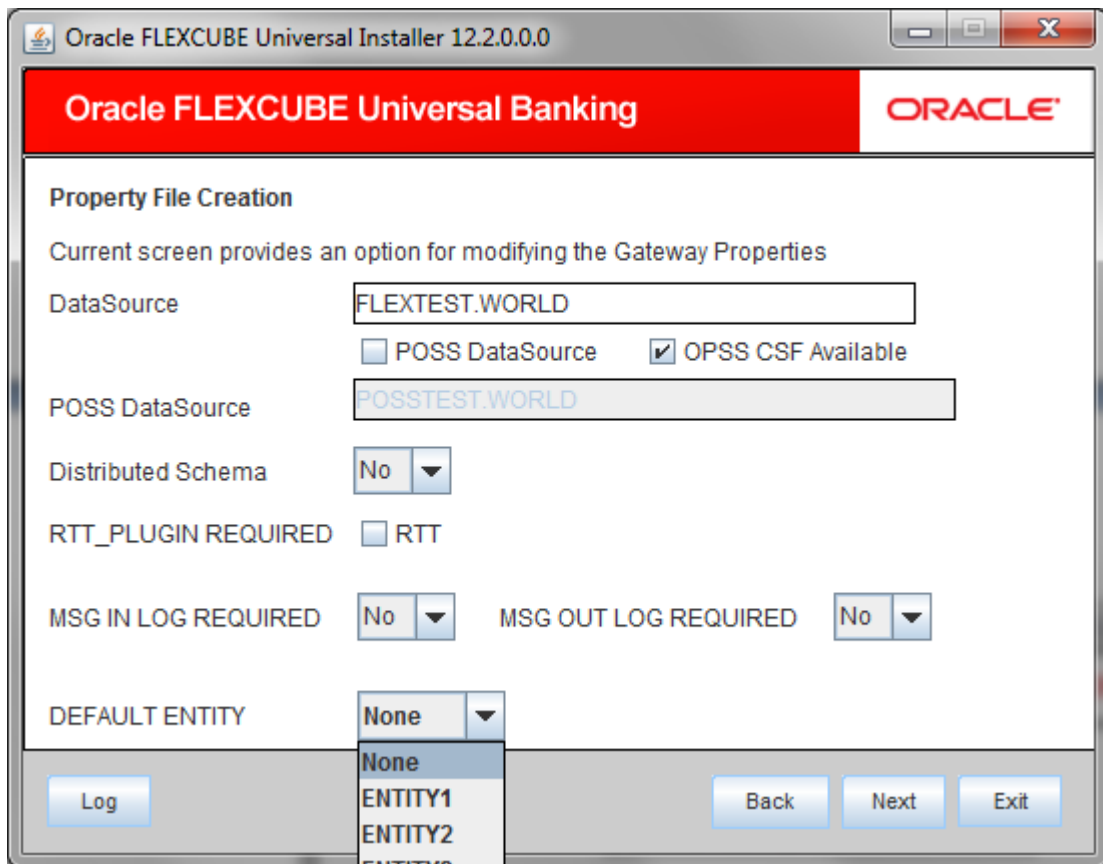 Oracle FLEXCUBE Universal Installer 12.2.0.0.0
Oracle FLEXCUBE Universal Banking
ORACLE
Property File Creation
Current screen provides an option for modifying the Gateway Properties
DataSource FLEXTEST.WORLD
POSS DataSource OPSS CSF Available
POSS DataSource POSSTEST.WORLD
Distributed Schema No
RTT_PLUGIN REQUIRED RTT
MSG IN LOG REQUIRED No MSG OUT LOG REQUIRED No
DEFAULT ENTITY None
None
ENTITY1
ENTITY2
Log Back Next Exit